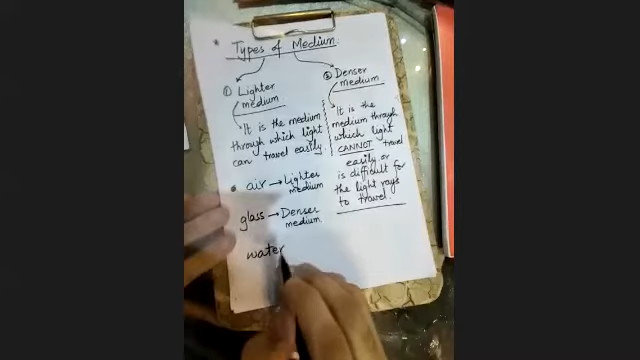 Types of Medium
① Lighter
medium
It is the medium
through which light
can travel easily.
② Denser
medium
It is the
medium through
which light
CANNOT travel
easily or
is difficult for
the light rays
to travel.
air → Lighter
medium
glass → Denser
medium
water